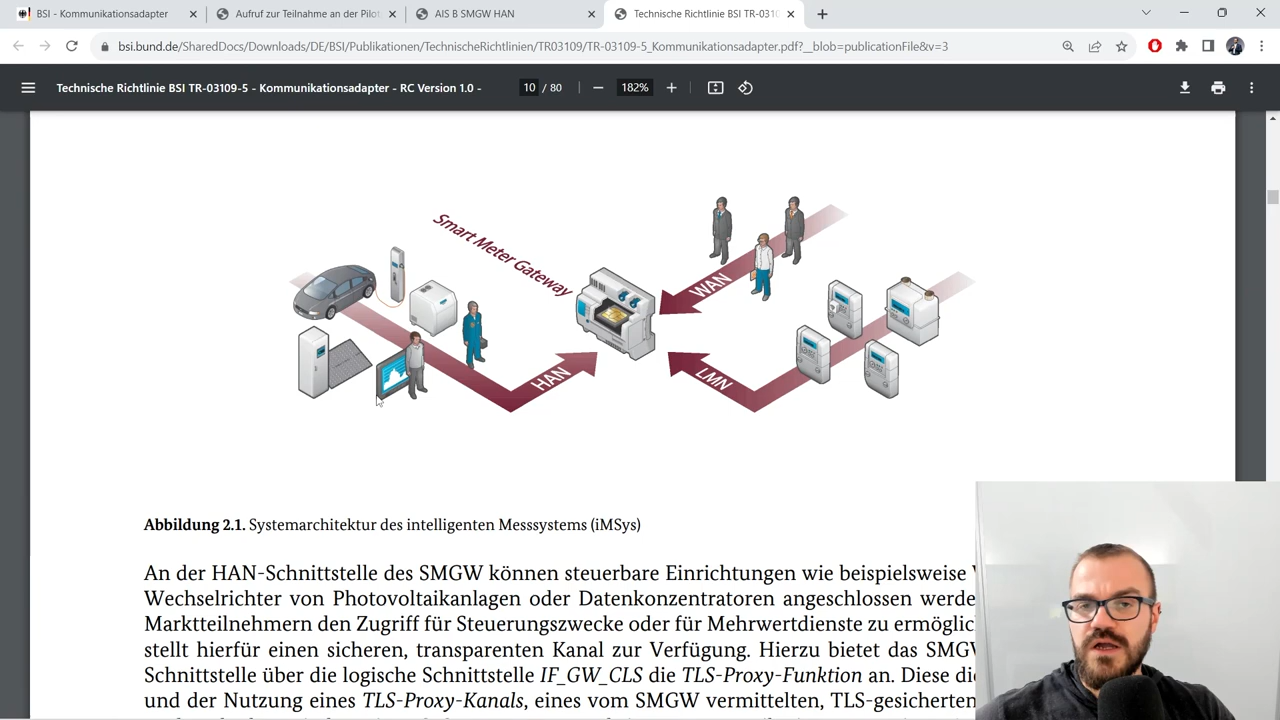 BSI - Kommunikationsadapter
Aufruf zur Teilnahme an der Pilot
AIS B SMGW HAN
Technische Richtlinie BSI TR-0310
bsi.bund.de/SharedDocs/Downloads/DE/BSI/Publikationen/TechnischeRichtlinien/TR03109/TR-03109-5_Kommunikationsadapter.pdf?__blob=publicationFile&v=3
Technische Richtlinie BSI TR-03109-5 - Kommunikationsadapter - RC Version 1.0 -
10 / 80
182%
Smart Meter Gateway
WAN
HAN
LMN
Abbildung 2.1. Systemarchitektur des intelligenten Messsystems (iMSys)
An der HAN-Schnittstelle des SMGW können steuerbare Einrichtungen wie beispielsweise
Wechselrichter von Photovoltaikanlagen oder Datenkonzentratoren angeschlossen werde
Marktteilnehmern den Zugriff für Steuerungszwecke oder für Mehrwertdienste zu ermöglic
stellt hierfür einen sicheren, transparenten Kanal zur Verfügung. Hierzu bietet das SMGW
Schnittstelle über die logische Schnittstelle IF_GW_CLS die TLS-Proxy-Funktion an. Diese die
und der Nutzung eines TLS-Proxy-Kanals, eines vom SMGW vermittelten, TLS-gesicherten